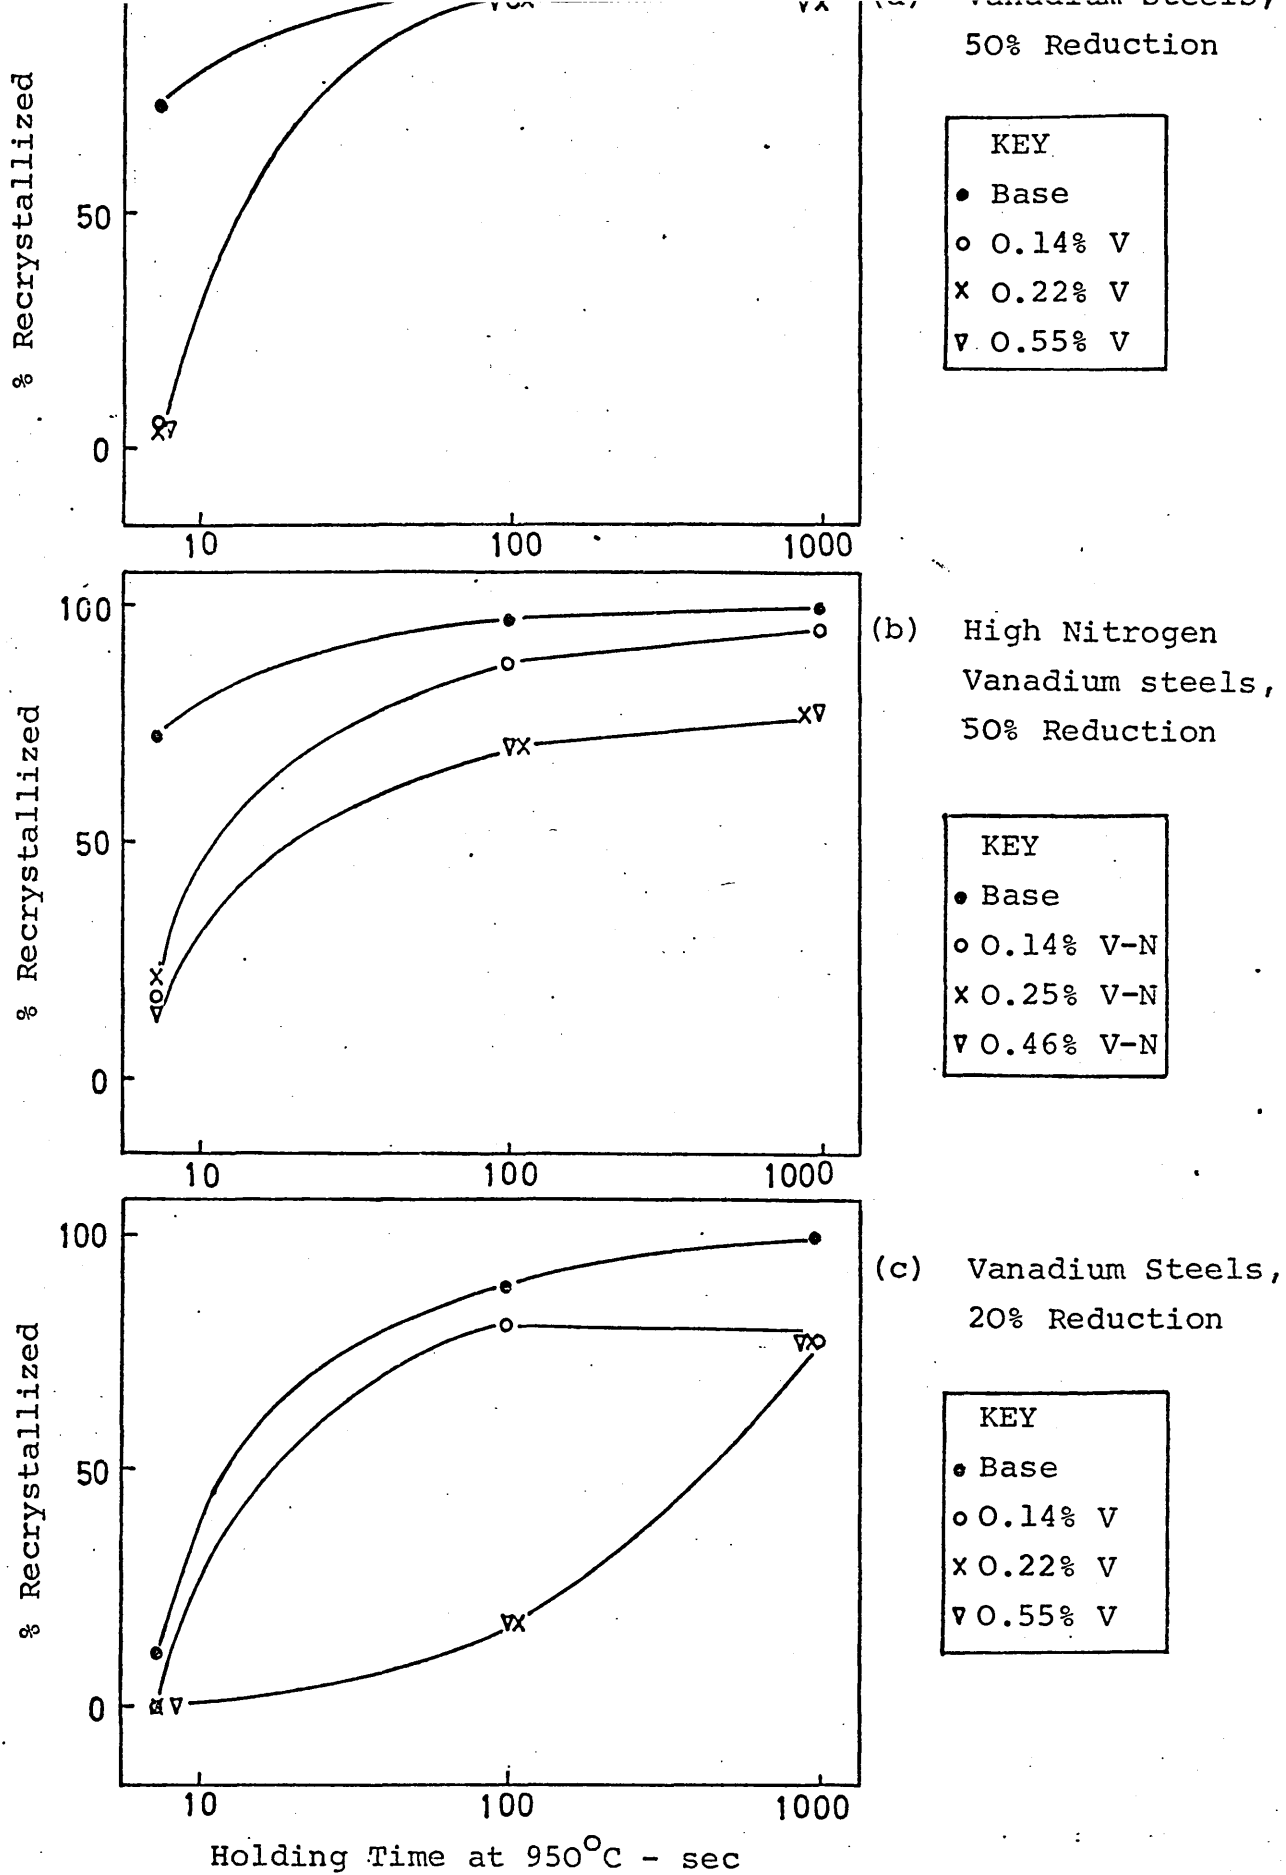 50% Reduction
KEY
Base
0.14% V
0.22% V
0.55% V
% Recrystallized
50
0
10 100 1000
(b) High Nitrogen
Vanadium steels,
50% Reduction
KEY
Base
0.14% V-N
0.25% V-N
0.46% V-N
% Recrystallized
100
50
0
10 100 1000
(c) Vanadium Steels,
20% Reduction
KEY
Base
0.14% V
0.22% V
0.55% V
% Recrystallized
100
50
0
10 100 1000
Holding Time at 950°C - sec